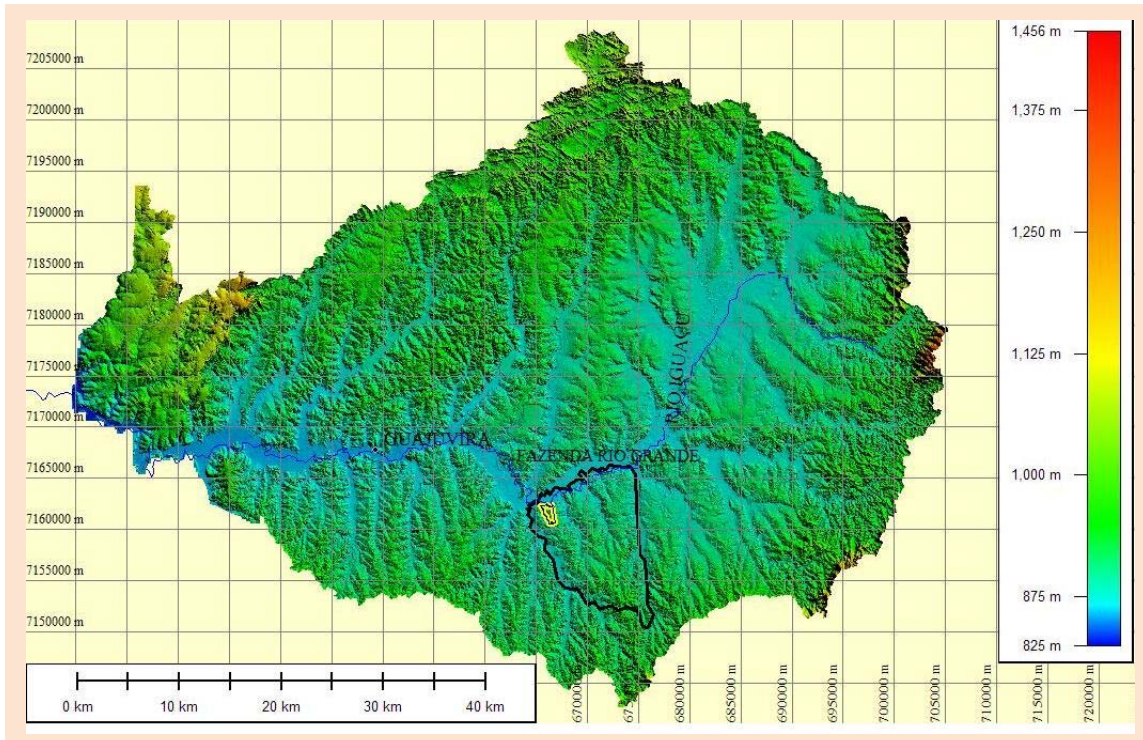 7205000 m
7200000 m
7195000 m
7190000 m
7185000 m
7180000 m
7175000 m
7170000 m
7165000 m
7160000 m
7155000 m
7150000 m
1,456 m
1,375 m
1,250 m
1,125 m
1,000 m
875 m
825 m
RIO IGUAÇU
GUAJUVIRA
FAZENDA RIO GRANDE
0 km 10 km 20 km 30 km 40 km
680000 m
685000 m
690000 m
695000 m
700000 m
705000 m
710000 m
715000 m
720000 m